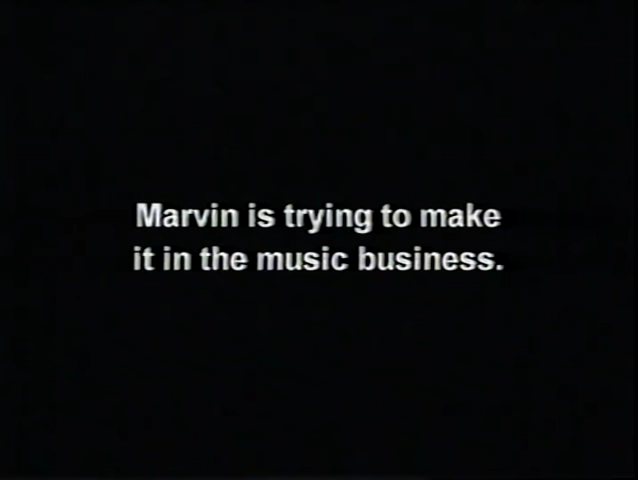 Marvin is trying to make
it in the music business.